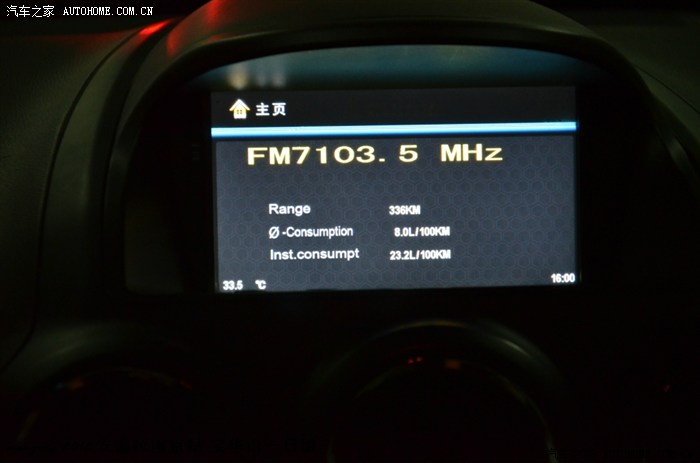 汽车之家 AUTOHOME.COM.CN
主页
FM7103.5 MHz
Range 336KM
Ø-Consumption 8.0L/100KM
Inst.consumpt 23.2L/100KM
33.5 °C 16:00